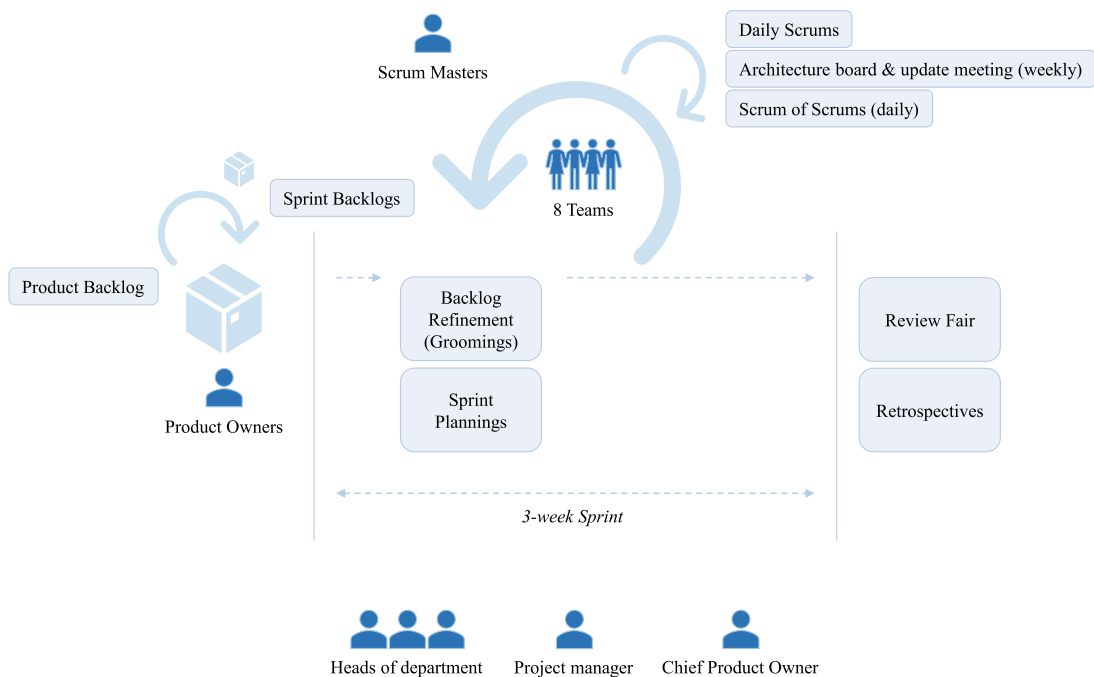 Scrum Masters
Daily Scrums
Architecture board & update meeting (weekly)
Scrum of Scrums (daily)
8 Teams
Sprint Backlogs
Product Backlog
Product Owners
Backlog
Refinement
(Groomings)
Sprint
Plannings
Review Fair
Retrospectives
3-week Sprint
Heads of department
Project manager
Chief Product Owner